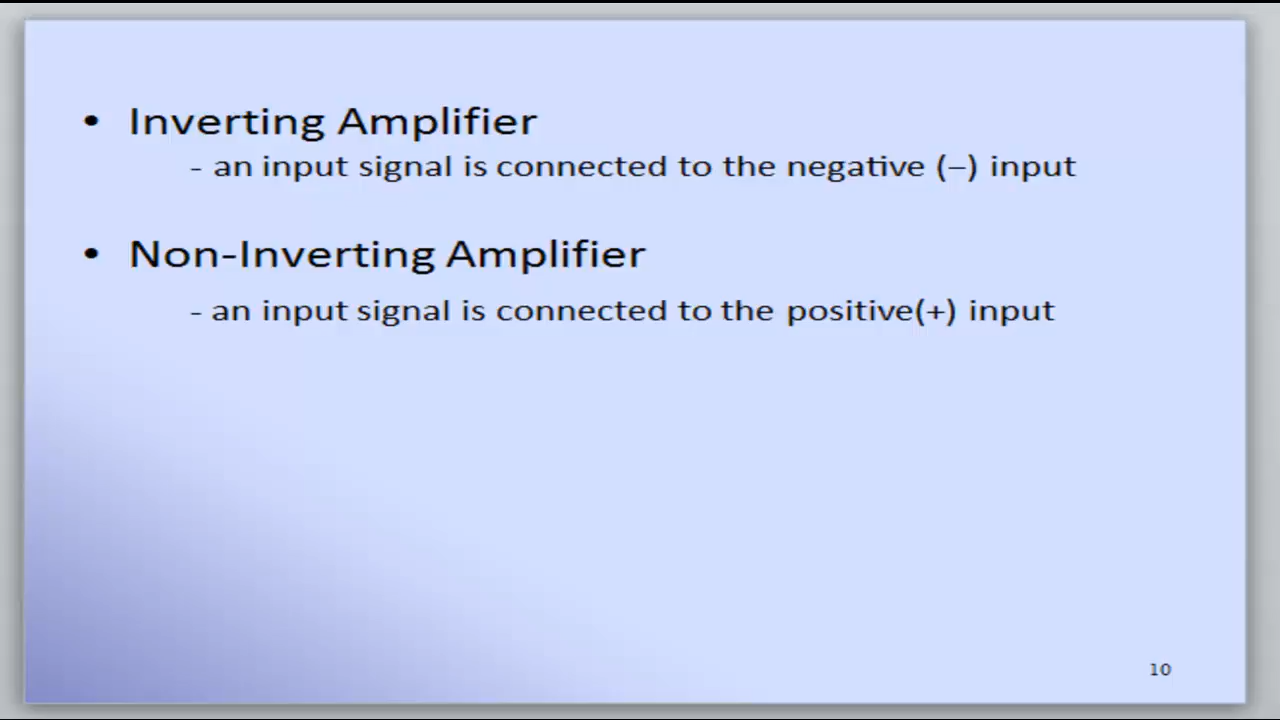 • Inverting Amplifier
- an input signal is connected to the negative (–) input
• Non-Inverting Amplifier
- an input signal is connected to the positive(+) input
10